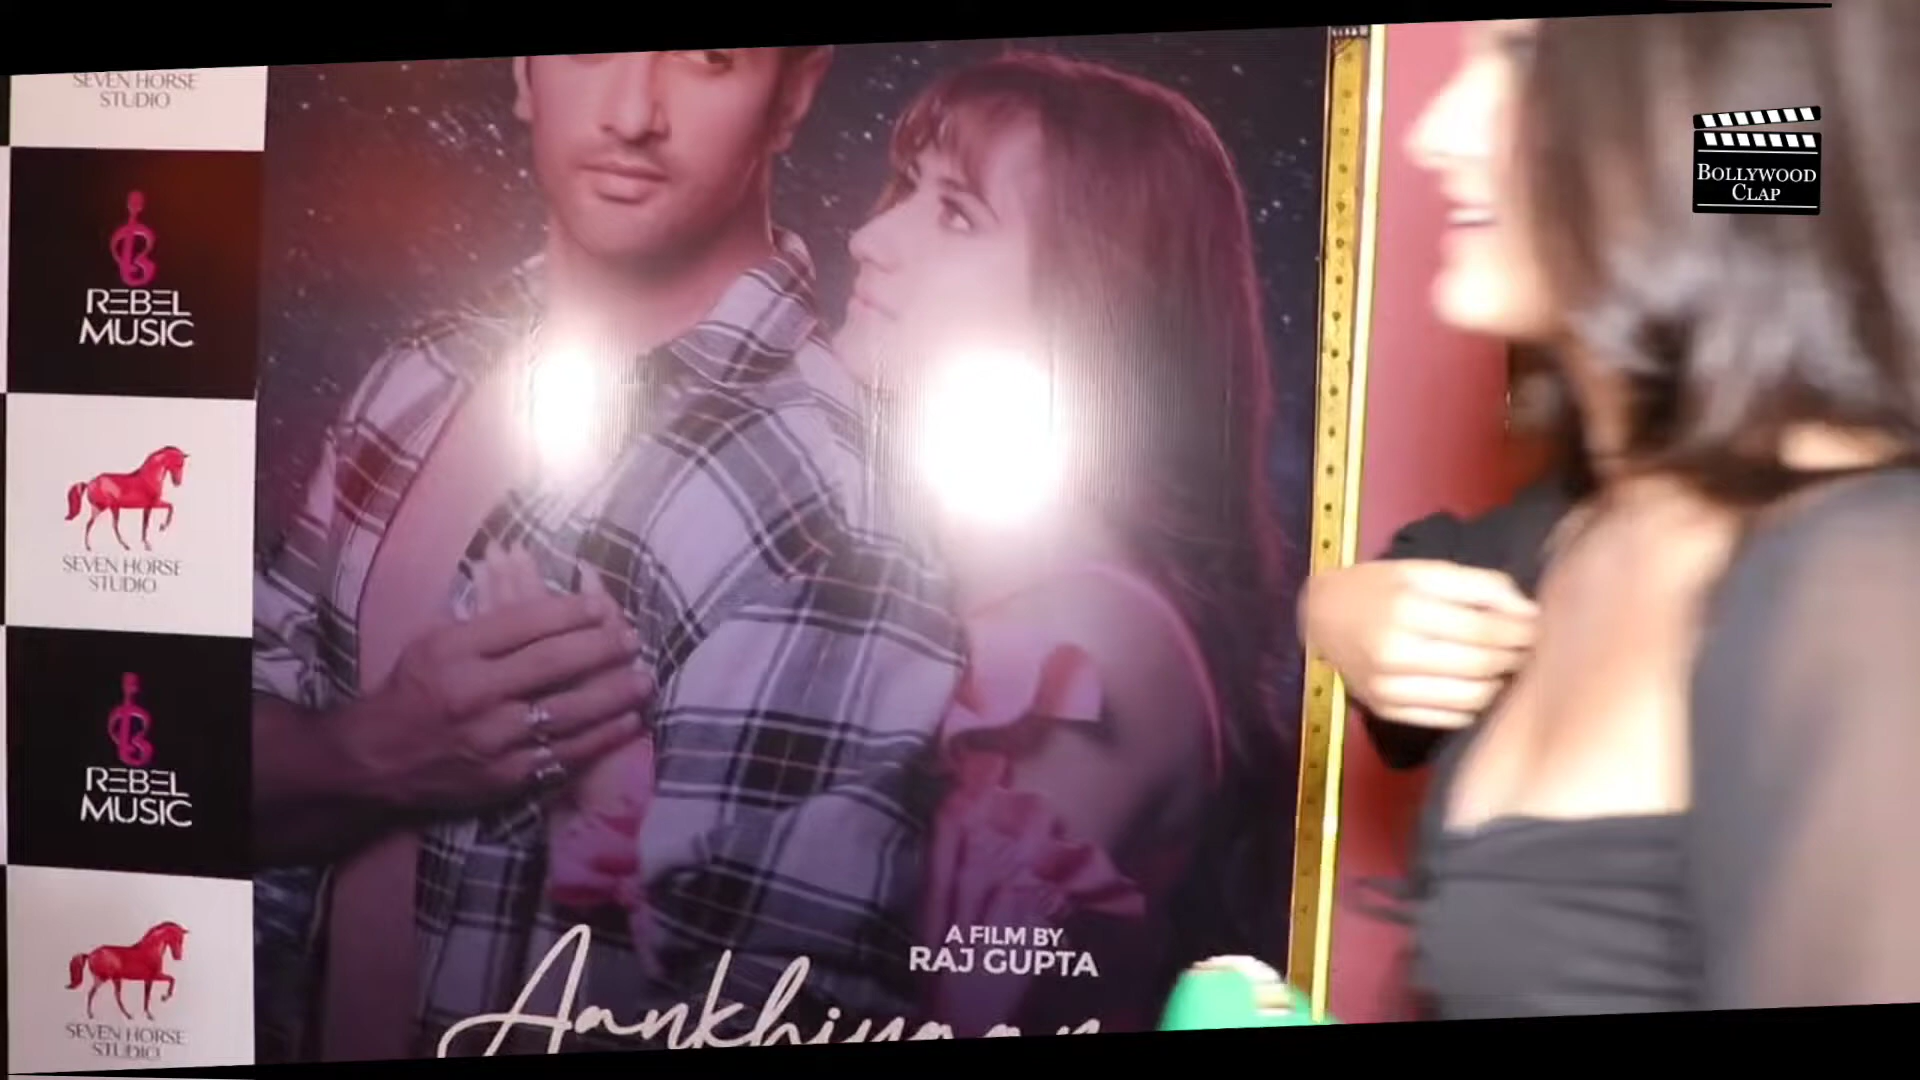 SEVEN HORSE
STUDIO
REBEL
MUSIC
SEVEN HORSE
STUDIO
REBEL
MUSIC
SEVEN HORSE
STUDIO
A FILM BY
RAJ GUPTA
BOLLYWOOD
CLAP